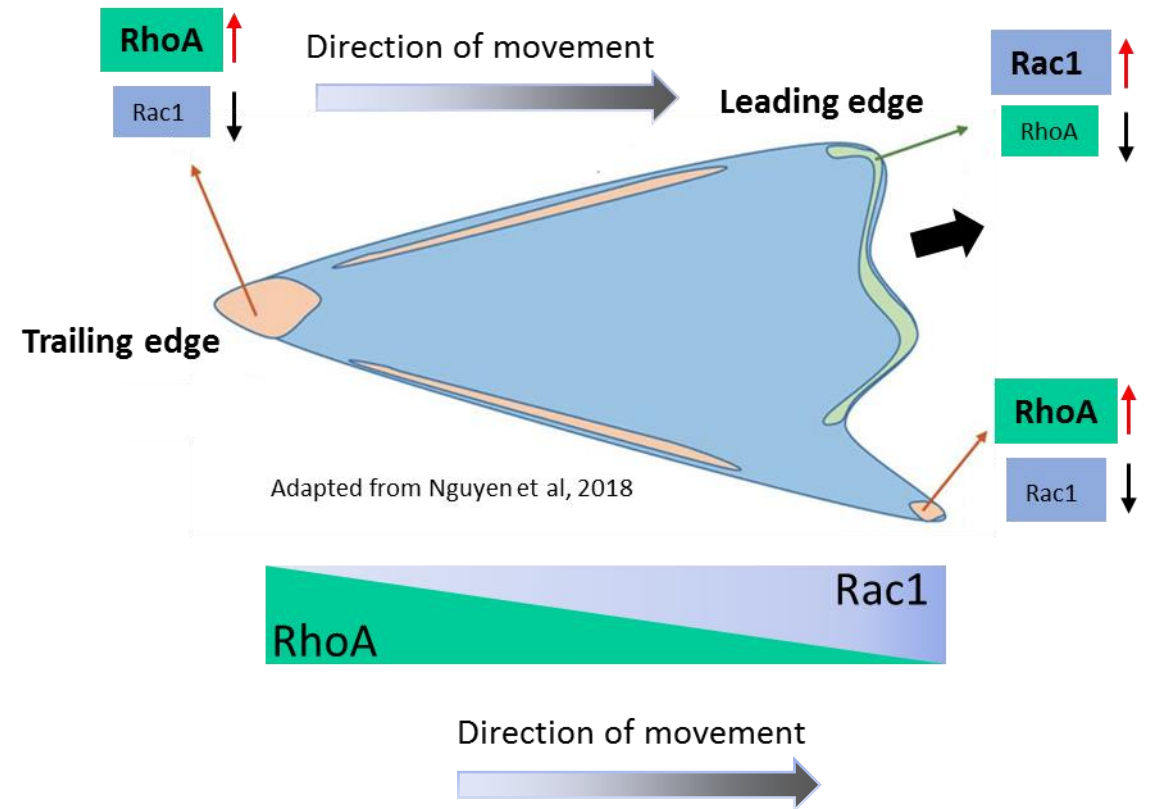 RhoA
Rac1
Direction of movement
Leading edge
Rac1
RhoA
Trailing edge
RhoA
Rac1
Adapted from Nguyen et al, 2018
Rac1
RhoA
Direction of movement